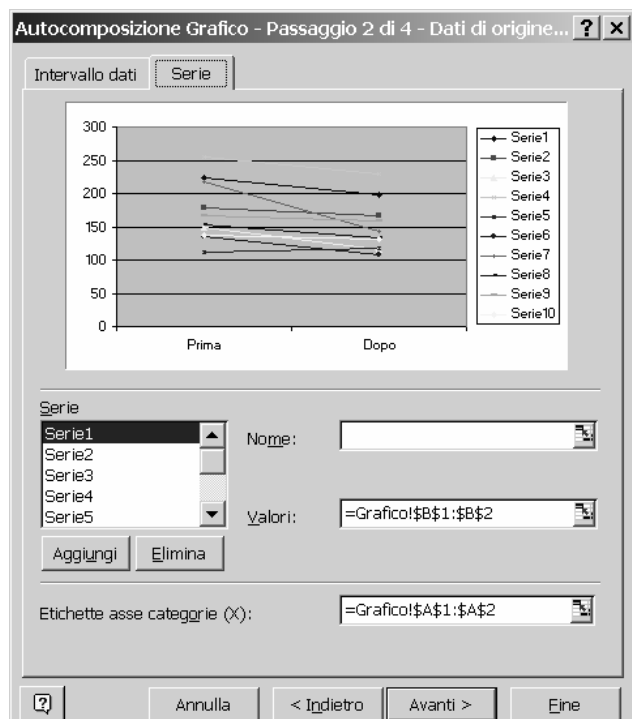 Autocomposizione Grafico - Passaggio 2 di 4 - Dati di origine... ? ×
Intervallo dati Serie
300
250
200
150
100
50
0
Prima Dopo
Serie1
Serie2
Serie3
Serie4
Serie5
Serie6
Serie7
Serie8
Serie9
Serie10
Serie
Serie1
Serie2
Serie3
Serie4
Serie5
Nome:
Valori: =Grafico!$B$1:$B$2
Aggiungi Elimina
Etichette asse categorie (X): =Grafico!$A$1:$A$2
? Annulla < Indietro Avanti > Fine